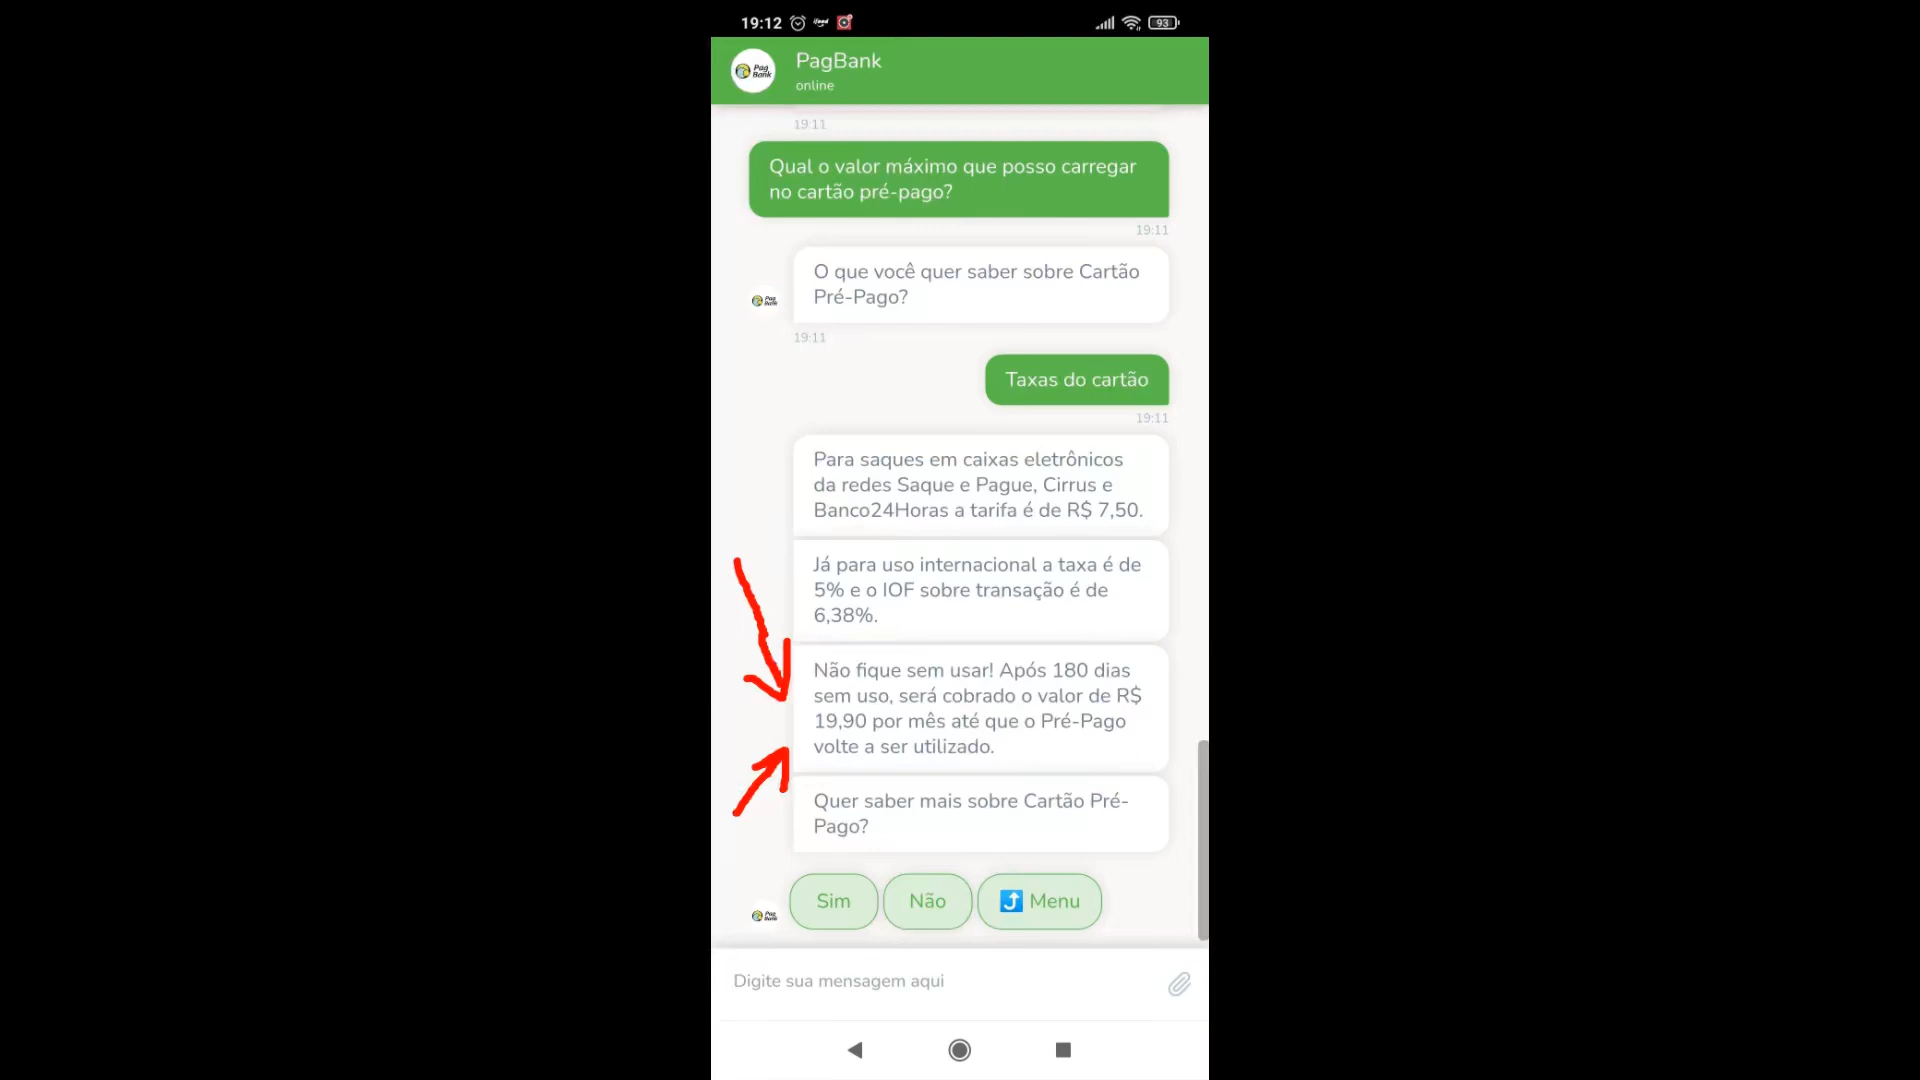 19:12
93
PagBank
online
19:11
Qual o valor máximo que posso carregar
no cartão pré-pago?
19:11
O que você quer saber sobre Cartão
Pré-Pago?
19:11
Taxas do cartão
19:11
Para saques em caixas eletrônicos
da redes Saque e Pague, Cirrus e
Banco24Horas a tarifa é de R$ 7,50.
Já para uso internacional a taxa é de
5% e o IOF sobre transação é de
6,38%.
Não fique sem usar! Após 180 dias
sem uso, será cobrado o valor de R$
19,90 por mês até que o Pré-Pago
volte a ser utilizado.
Quer saber mais sobre Cartão Pré-
Pago?
Sim Não Menu
Digite sua mensagem aqui